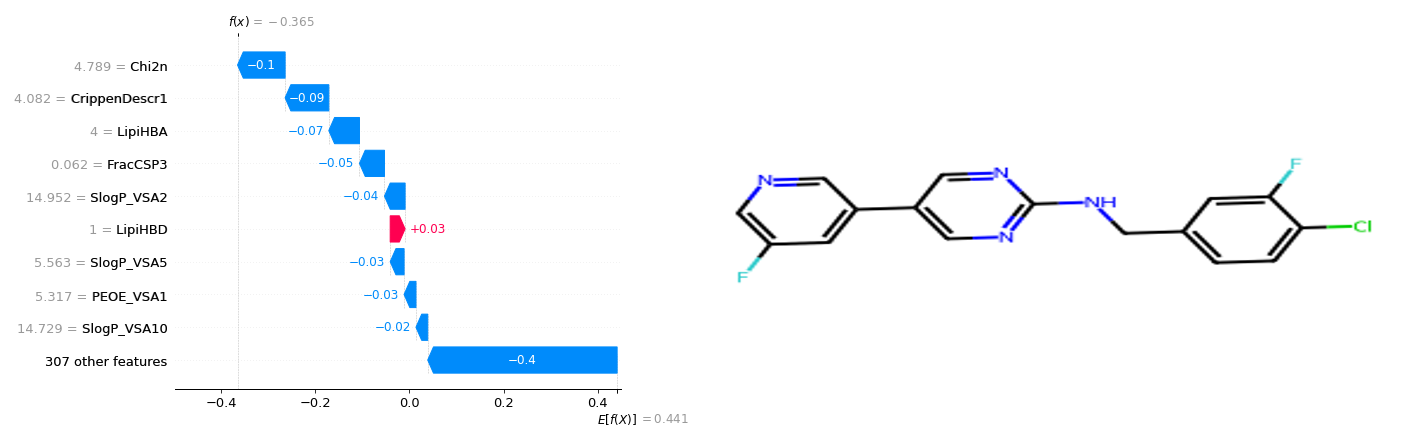 f(x) = −0.365
4.789 = Chi2n
−0.1
4.082 = CrippenDescr1
−0.09
4 = LipiHBA
−0.07
0.062 = FracCSP3
−0.05
14.952 = SlogP_VSA2
−0.04
1 = LipiHBD
+0.03
5.563 = SlogP_VSA5
−0.03
5.317 = PEOE_VSA1
−0.03
14.729 = SlogP_VSA10
−0.02
307 other features
−0.4
−0.4 −0.2 0.0 0.2 0.4
E[f(X)] = 0.441
N
F
N
N
NH
F
Cl